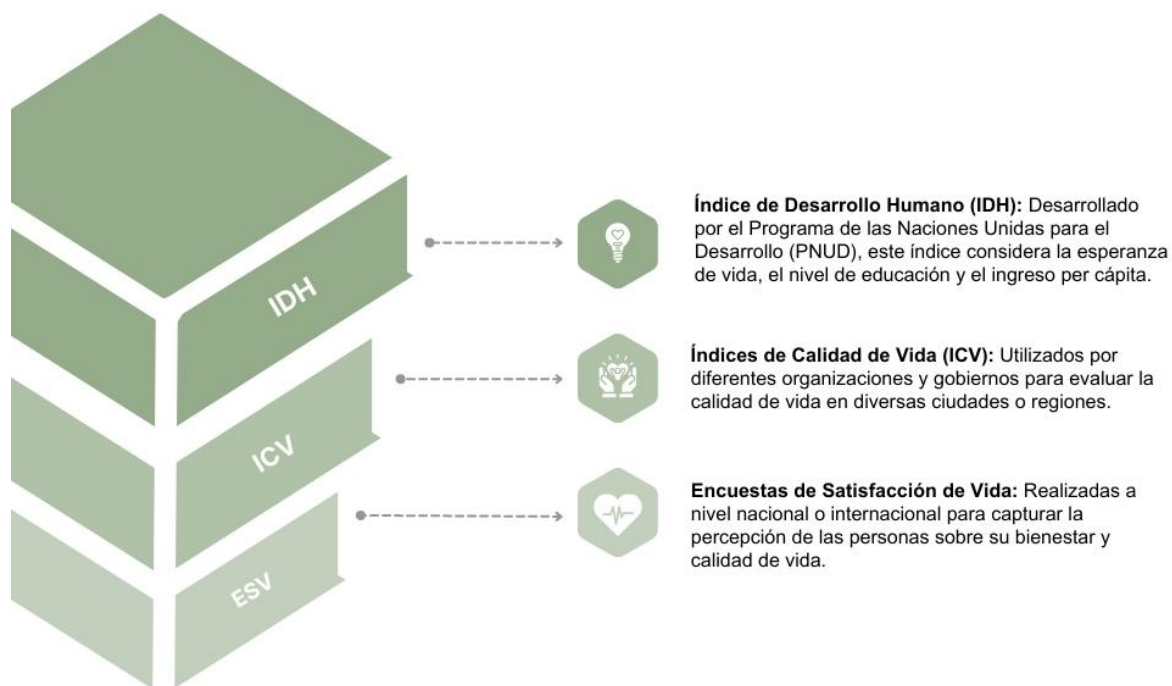 IDH
Índice de Desarrollo Humano (IDH): Desarrollado
por el Programa de las Naciones Unidas para el
Desarrollo (PNUD), este índice considera la esperanza
de vida, el nivel de educación y el ingreso per cápita.
ICV
Índices de Calidad de Vida (ICV): Utilizados por
diferentes organizaciones y gobiernos para evaluar la
calidad de vida en diversas ciudades o regiones.
ESV
Encuestas de Satisfacción de Vida: Realizadas a
nivel nacional o internacional para capturar la
percepción de las personas sobre su bienestar y
calidad de vida.